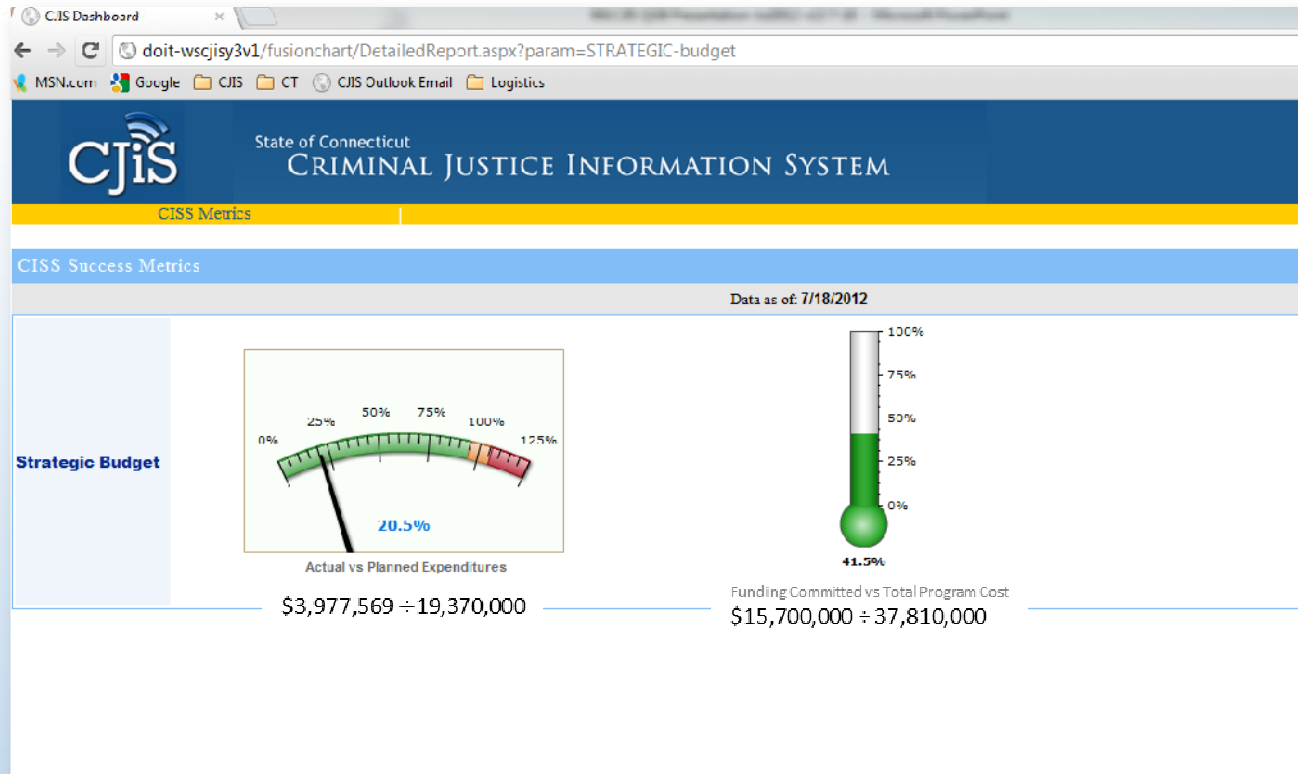 CJIS Dashboard
doit-wscjisy3v1/fusionchart/DetailedReport.aspx?param=STRATEGIC-budget
MSN.com Google CJIS CT CJIS Outlook Email Logistics
CJiS
State of Connecticut
CRIMINAL JUSTICE INFORMATION SYSTEM
CISS Metrics
CISS Success Metrics
Data as of: 7/18/2012
Strategic Budget
0%
25%
50%
75%
100%
125%
20.5%
Actual vs Planned Expenditures
$3,977,569 ÷ 19,370,000
100%
75%
50%
25%
0%
41.5%
Funding Committed vs Total Program Cost
$15,700,000 ÷ 37,810,000